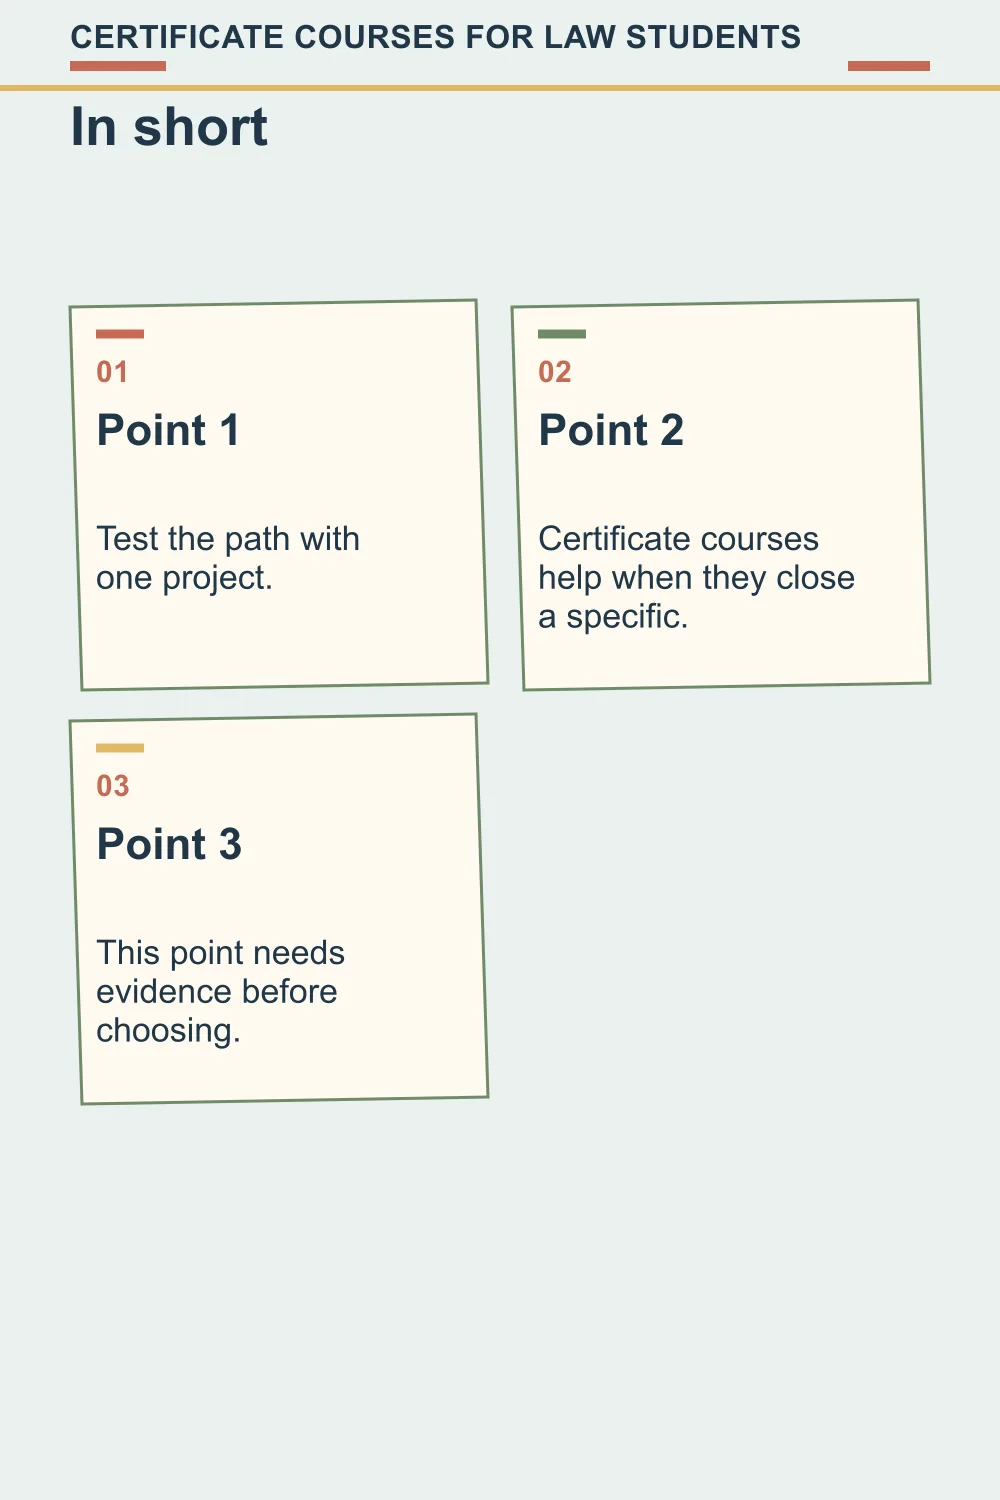 CERTIFICATE COURSES FOR LAW STUDENTS
In short
01
Point 1
Test the path with
one project.
02
Point 2
Certificate courses
help when they close
a specific.
03
Point 3
This point needs
evidence before
choosing.